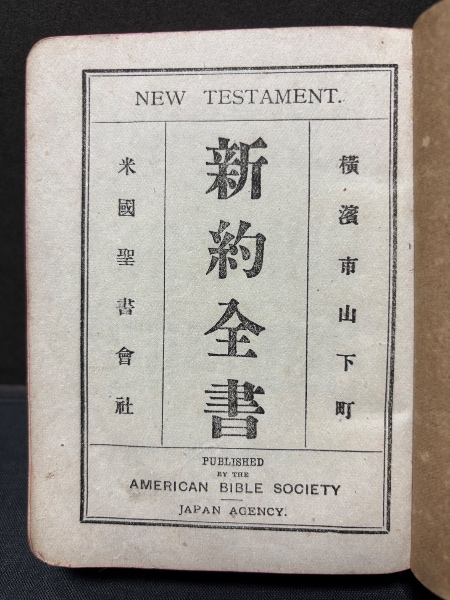 NEW TESTAMENT.
橫濱市山下町
新約全書
米國聖書會社
PUBLISHED
BY THE
AMERICAN BIBLE SOCIETY
JAPAN AGENCY.